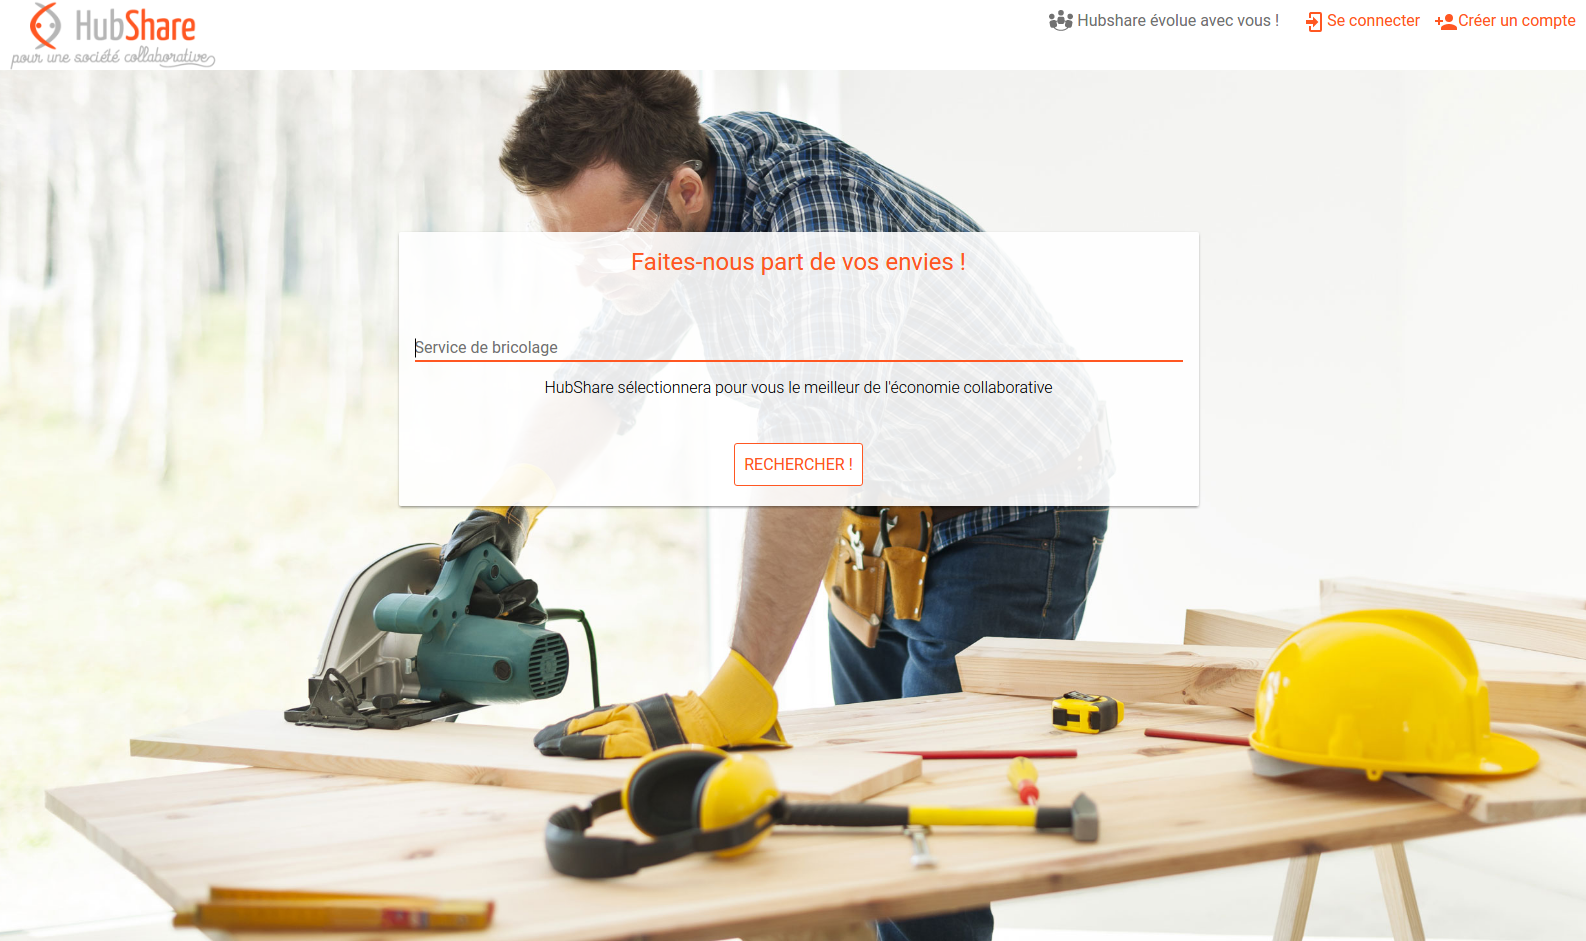 HubShare
pour une société collaborative
Hubshare évolue avec vous !
Se connecter
Créer un compte
Faites-nous part de vos envies !
Service de bricolage
HubShare sélectionnera pour vous le meilleur de l'économie collaborative
RECHERCHER !